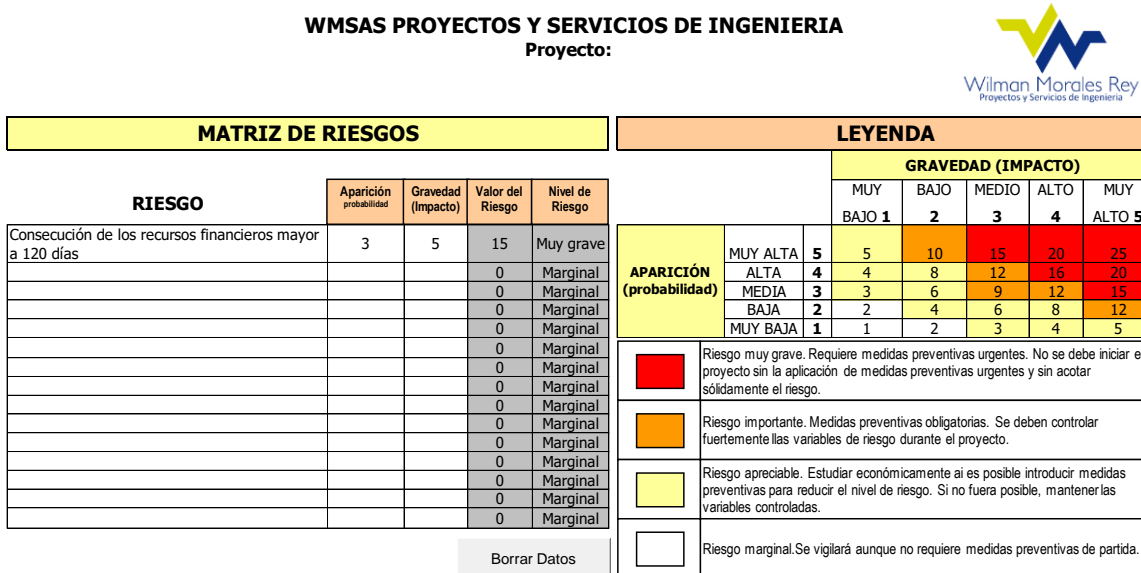 WMSAS PROYECTOS Y SERVICIOS DE INGENIERIA
Proyecto:
Wilman Morales Rey
Proyectos y Servicios de Ingenieria
MATRIZ DE RIESGOS
RIESGO
Aparición probabilidad
Gravedad (Impacto)
Valor del Riesgo
Nivel de Riesgo
Consecución de los recursos financieros mayor
a 120 días
3 5 15 Muy grave
0 Marginal
0 Marginal
0 Marginal
0 Marginal
0 Marginal
0 Marginal
0 Marginal
0 Marginal
0 Marginal
0 Marginal
0 Marginal
0 Marginal
0 Marginal
0 Marginal
Borrar Datos
LEYENDA
GRAVEDAD (IMPACTO)
MUY BAJO MEDIO ALTO MUY
BAJO 1 2 3 4 ALTO 5
APARICIÓN
(probabilidad)
MUY ALTA 5 5 10 15 20 25
ALTA 4 4 8 12 16 20
MEDIA 3 3 6 9 12 15
BAJA 2 2 4 6 8 12
MUY BAJA 1 1 2 3 4 5
Riesgo muy grave. Requiere medidas preventivas urgentes. No se debe iniciar e
proyecto sin la aplicación de medidas preventivas urgentes y sin acotar
sólidamente el riesgo.
Riesgo importante. Medidas preventivas obligatorias. Se deben controlar
fuertemente llas variables de riesgo durante el proyecto.
Riesgo apreciable. Estudiar económicamente ai es posible introducir medidas
preventivas para reducir el nivel de riesgo. Si no fuera posible, mantener las
variables controladas.
Riesgo marginal.Se vigilará aunque no requiere medidas preventivas de partida.